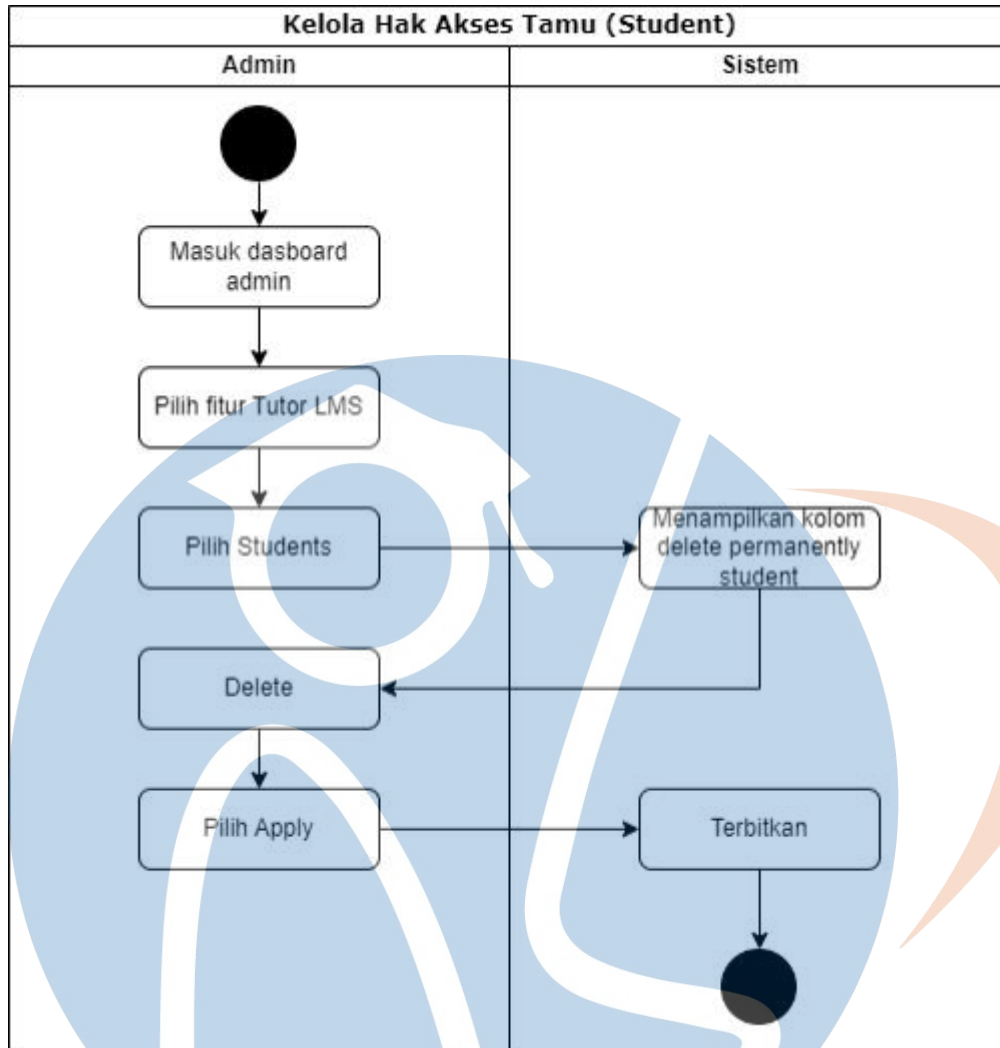 Kelola Hak Akses Tamu (Student)
Admin
Sistem
Masuk dasboard
admin
Pilih fitur Tutor LMS
Pilih Students
Menampilkan kolom
delete permanently
student
Delete
Pilih Apply
Terbitkan